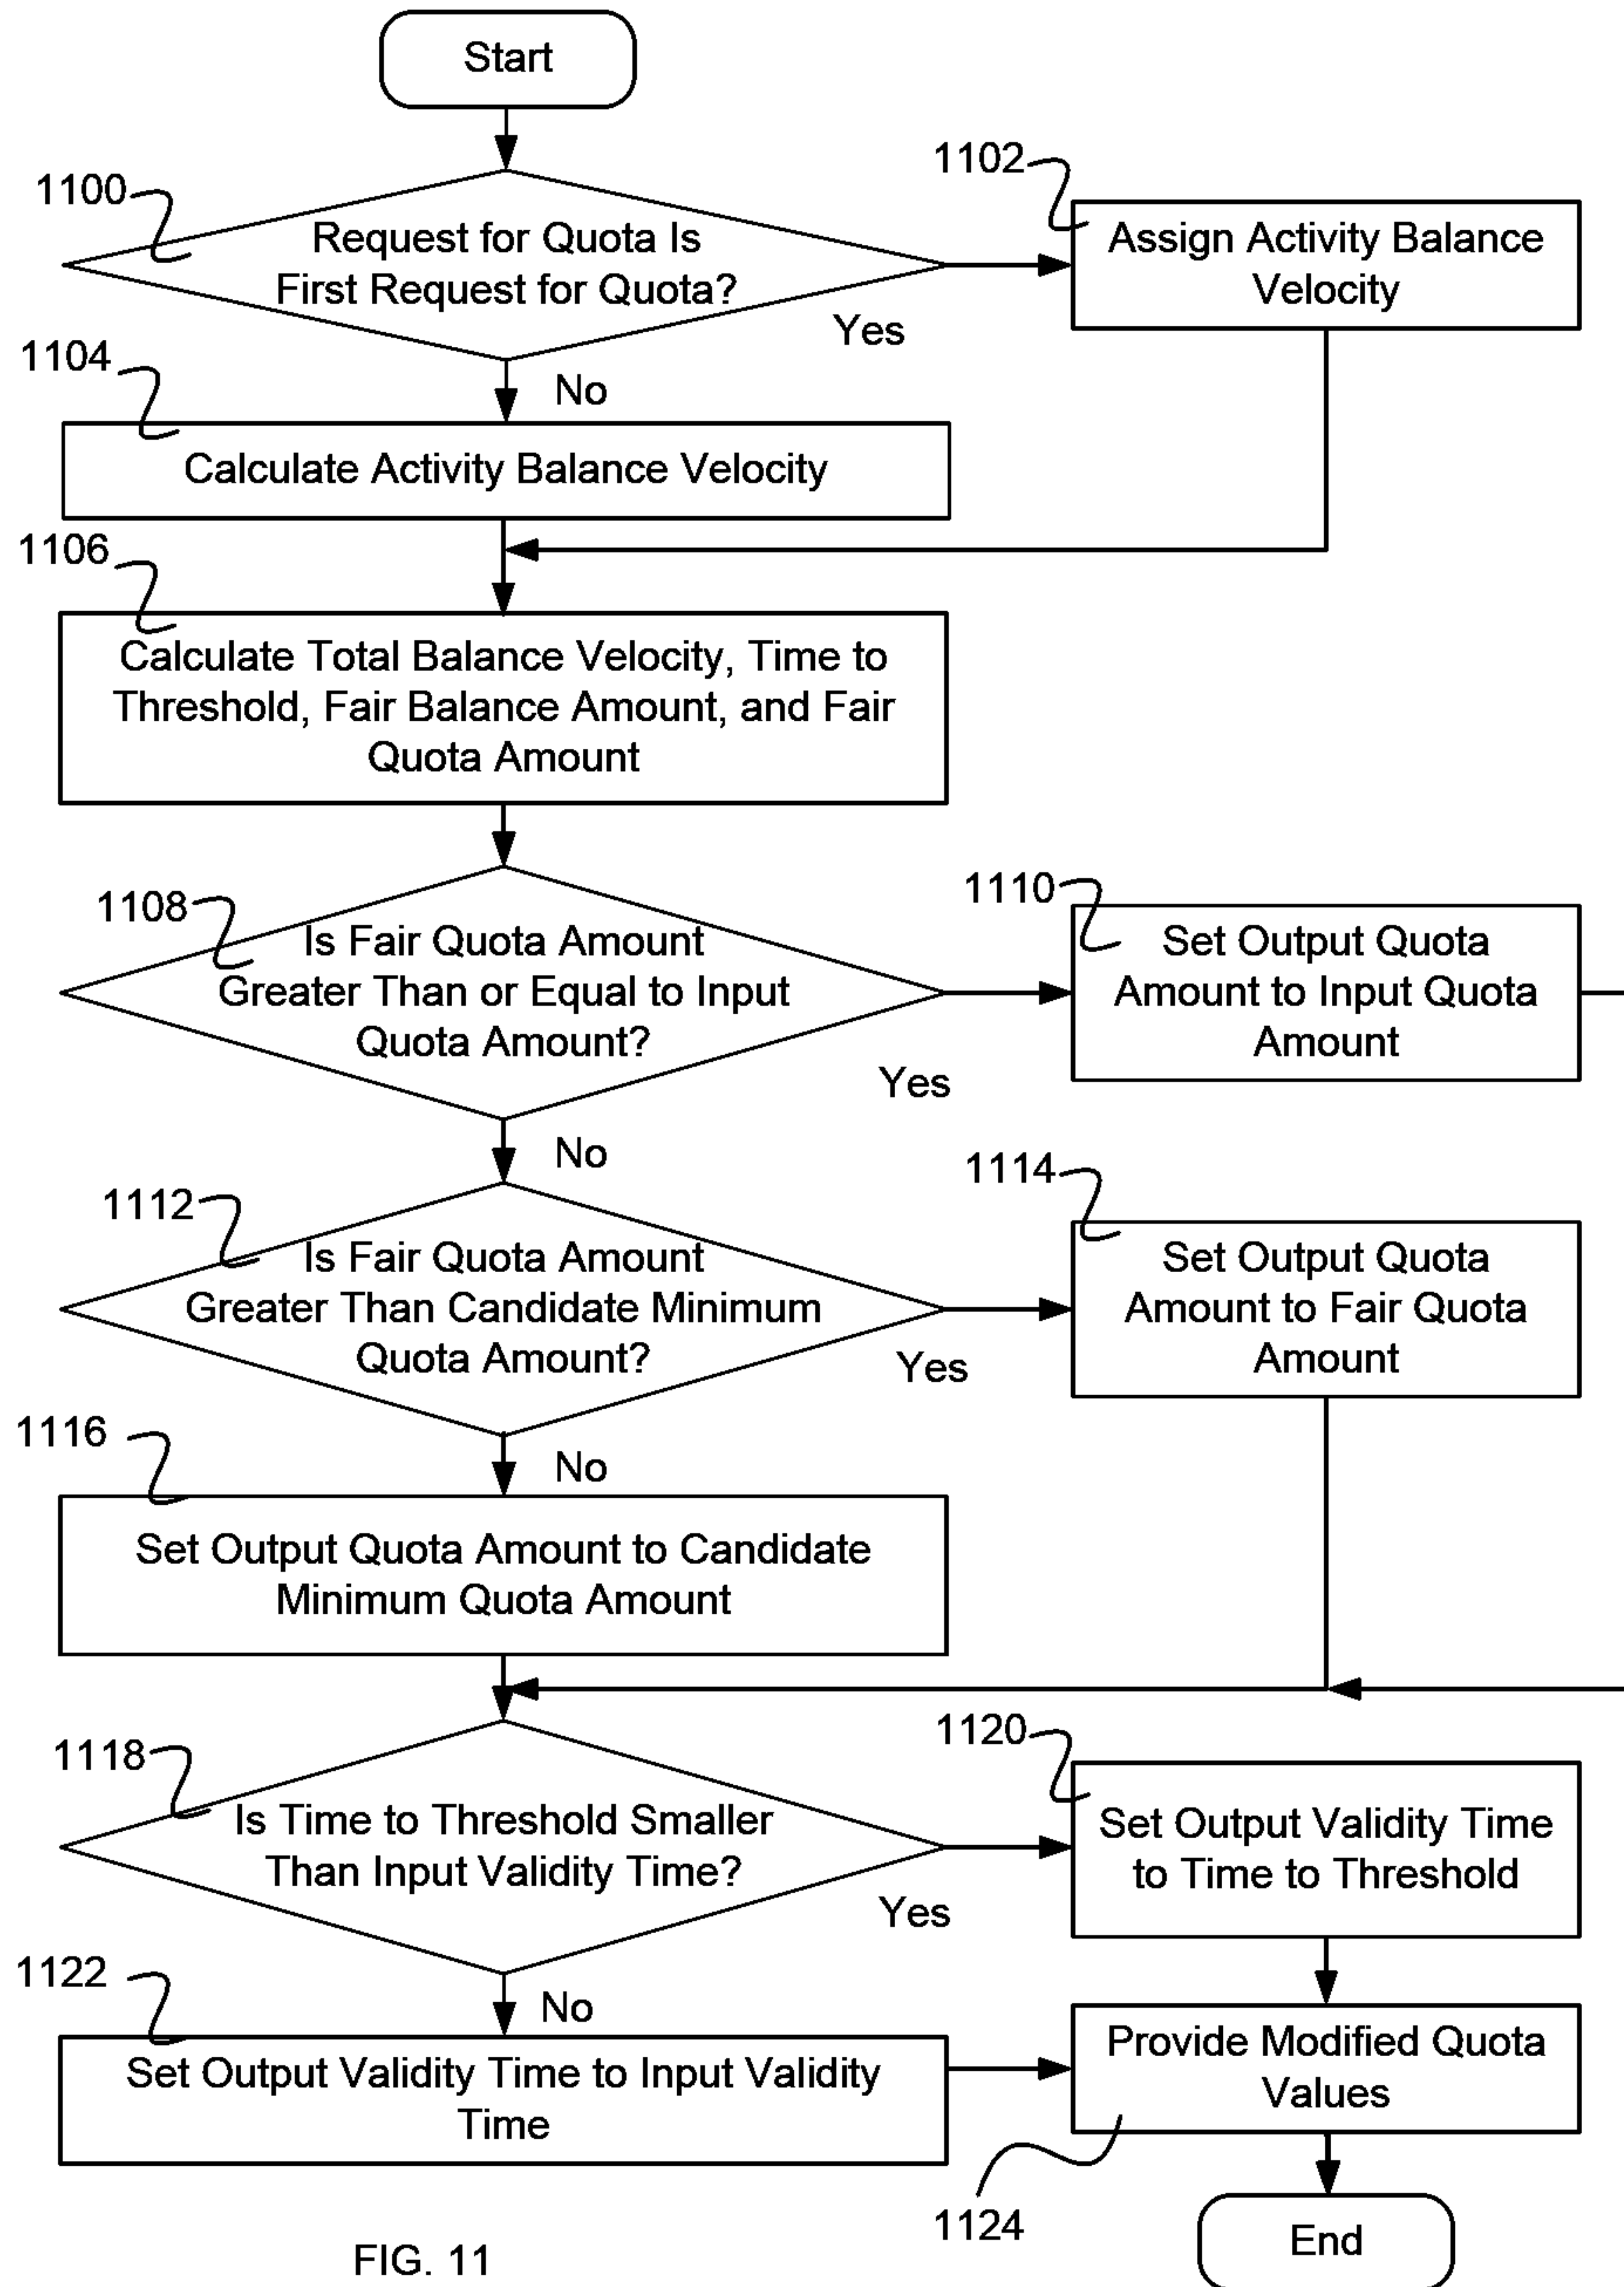 Start
1100
Request for Quota Is
First Request for Quota?
Yes
1102
Assign Activity Balance
Velocity
No
1104
Calculate Activity Balance Velocity
1106
Calculate Total Balance Velocity, Time to
Threshold, Fair Balance Amount, and Fair
Quota Amount
1108
Is Fair Quota Amount
Greater Than or Equal to Input
Quota Amount?
Yes
1110
Set Output Quota
Amount to Input Quota
Amount
No
1112
Is Fair Quota Amount
Greater Than Candidate Minimum
Quota Amount?
Yes
1114
Set Output Quota
Amount to Fair Quota
Amount
No
1116
Set Output Quota Amount to Candidate
Minimum Quota Amount
1118
Is Time to Threshold Smaller
Than Input Validity Time?
Yes
1120
Set Output Validity Time
to Time to Threshold
No
1122
Set Output Validity Time to Input Validity
Time
Provide Modified Quota
Values
1124
End
FIG. 11